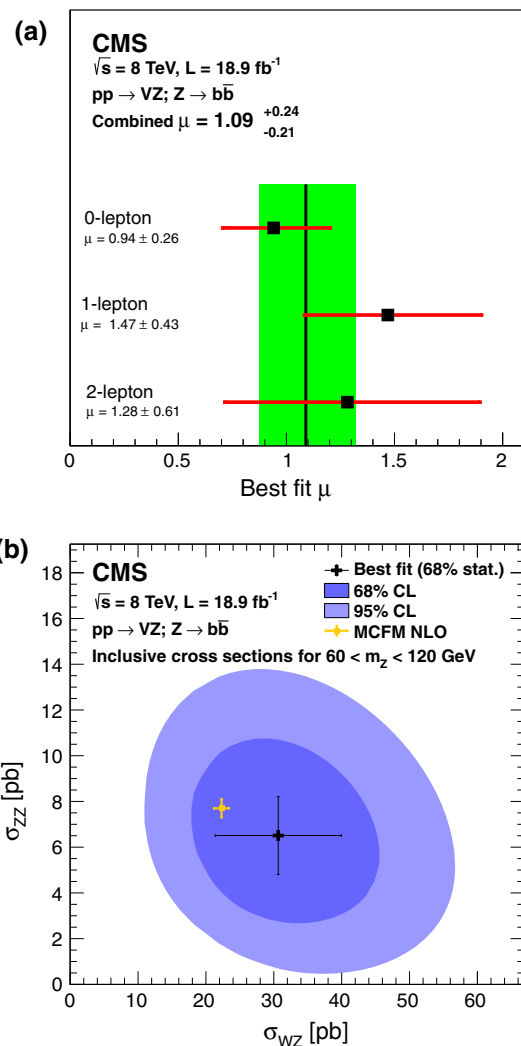 (a)
CMS
√s = 8 TeV, L = 18.9 fb⁻¹
pp → VZ; Z → bb̅
Combined μ = 1.09 +0.24 -0.21
0-lepton
μ = 0.94 ± 0.26
1-lepton
μ = 1.47 ± 0.43
2-lepton
μ = 1.28 ± 0.61
0 0.5 1 1.5 2
Best fit μ
(b)
CMS
√s = 8 TeV, L = 18.9 fb⁻¹
pp → VZ; Z → bb̅
Inclusive cross sections for 60 < m_Z < 120 GeV
Best fit (68% stat.)
68% CL
95% CL
MCFM NLO
18
16
14
12
10
8
6
4
2
0
σ_ZZ [pb]
0 10 20 30 40 50 60
σ_WZ [pb]